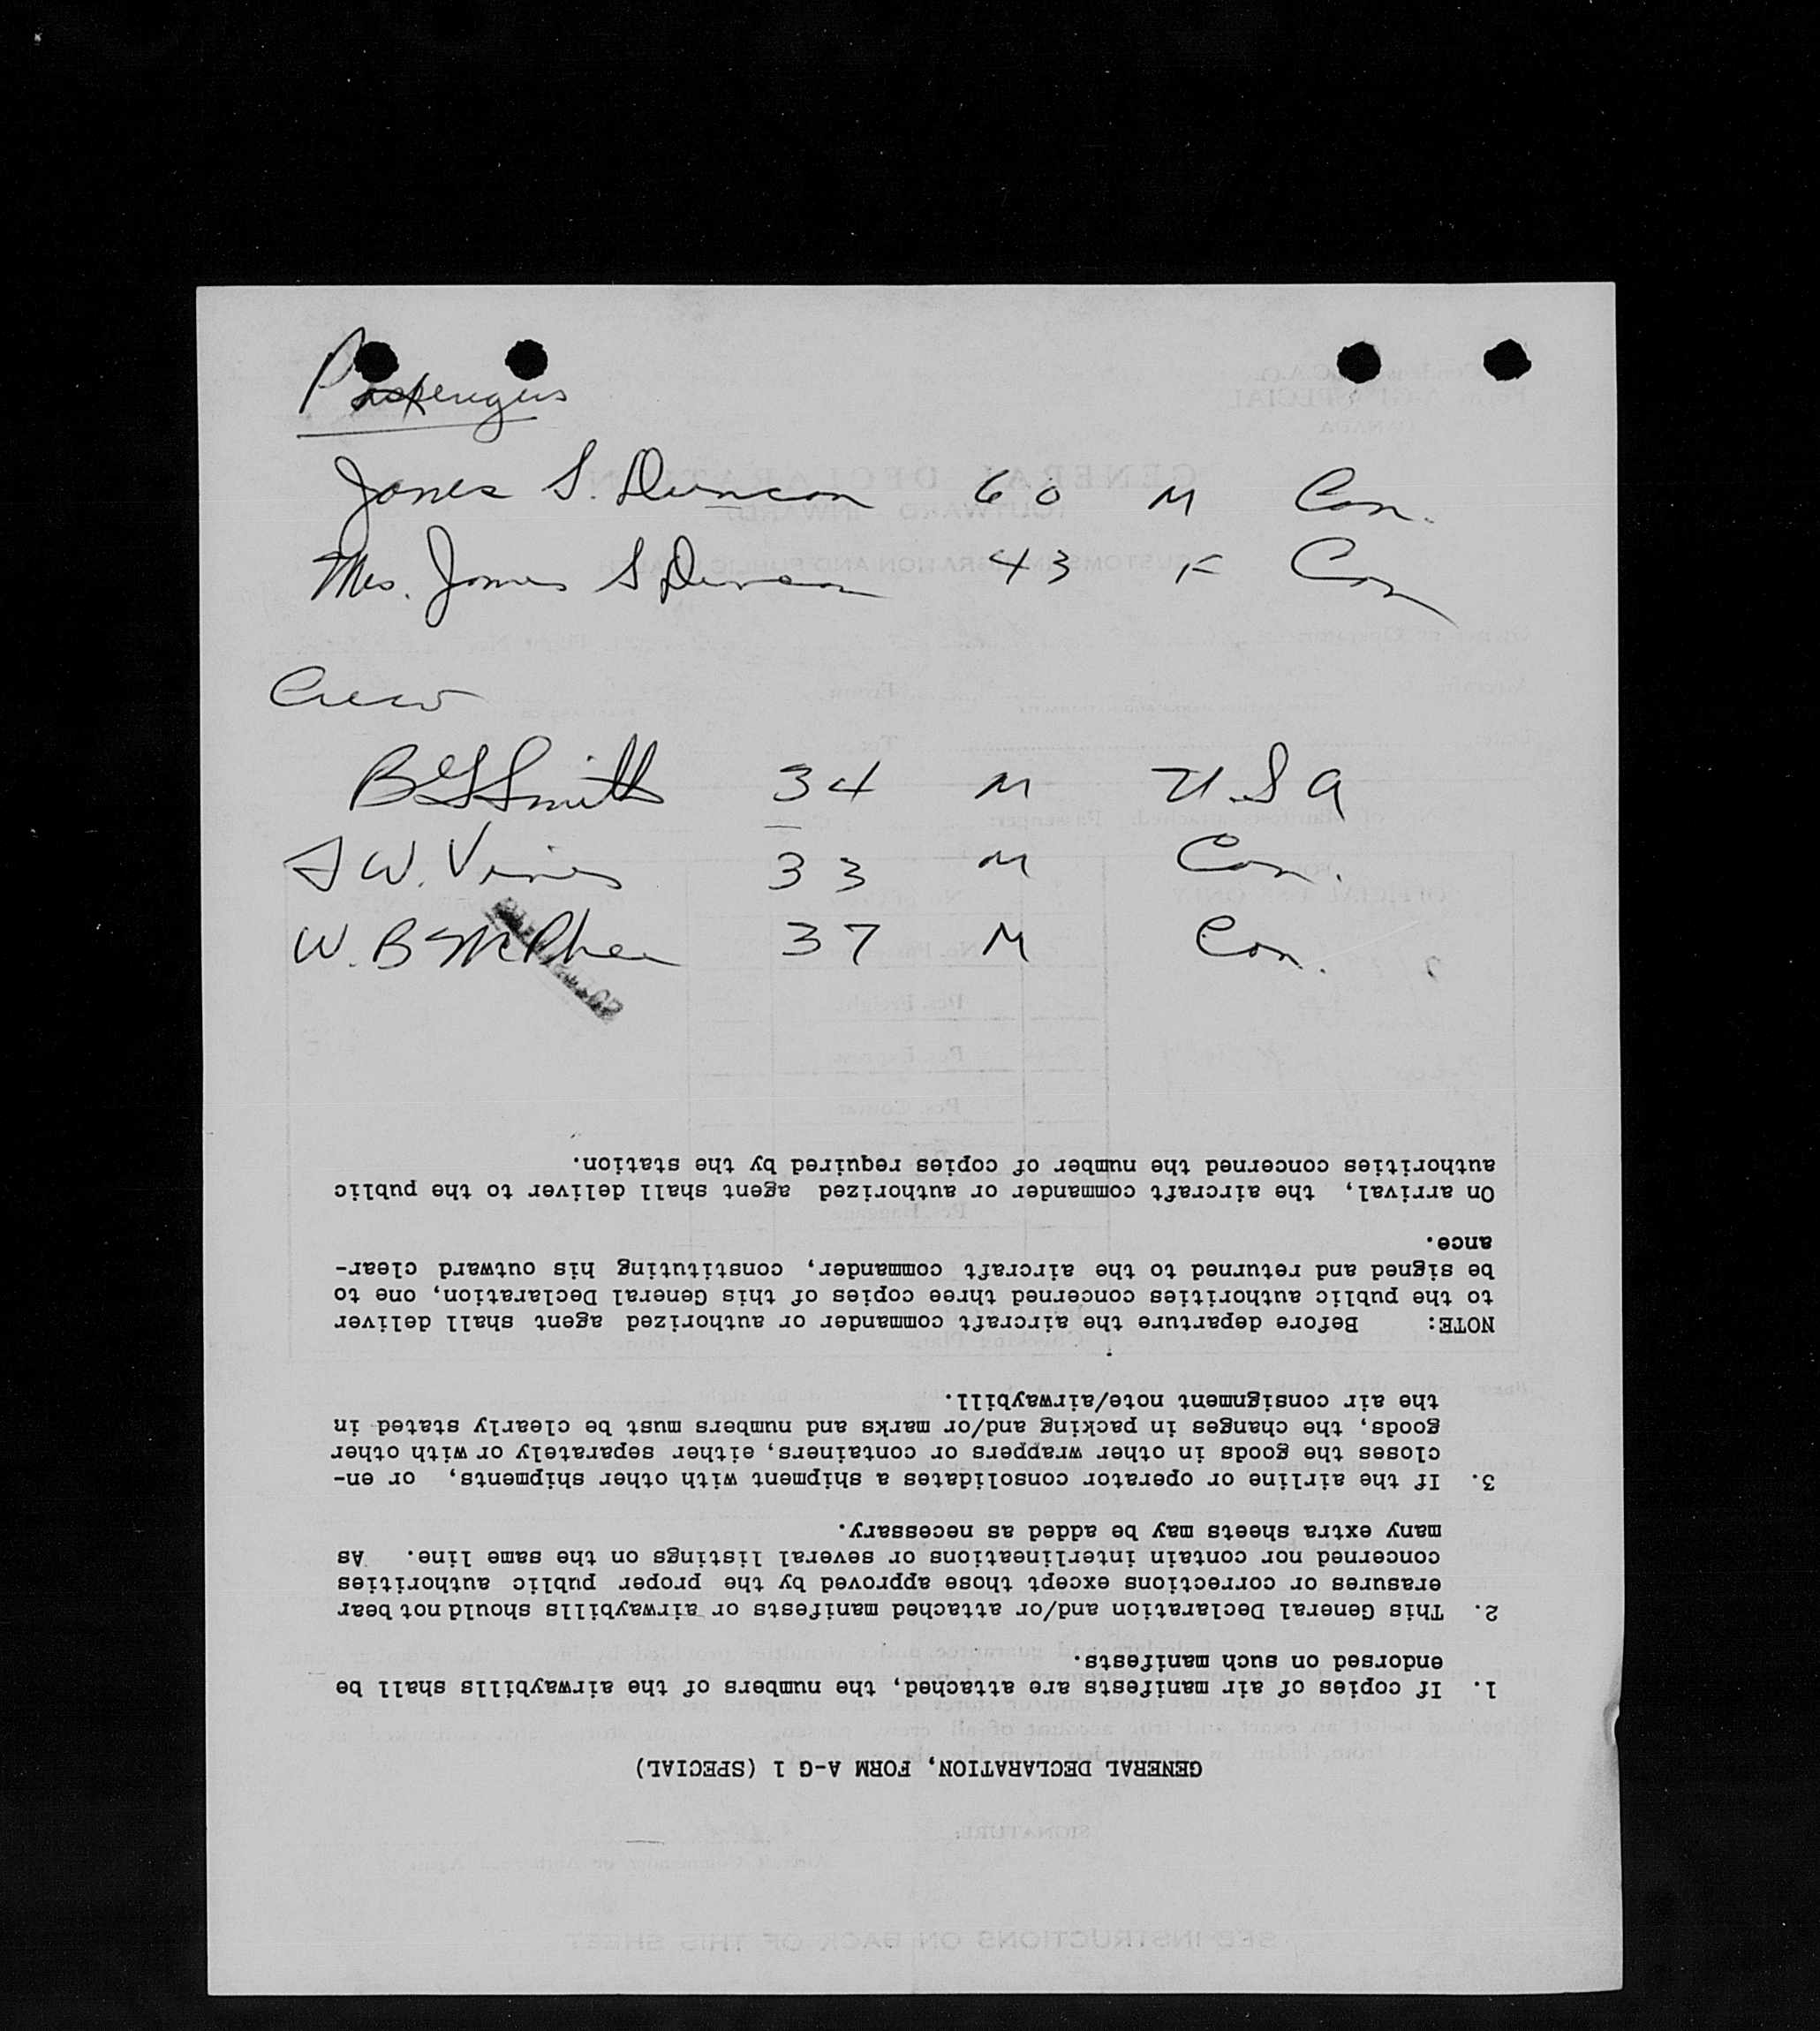 Passengers
James S. Duncan 60 M Can.
Mrs. James S Duncan 43 F Can
Crew
B G Smith 34 M U.S A
S W. Vines 33 M Can.
W. B McPhee 37 M Can.
GENERAL DECLARATION, FORM A-G 1 (SPECIAL)
1. If copies of air manifests are attached, the numbers of the airwaybills shall be
endorsed on such manifests.
2. This General Declaration and/or attached manifests or airwaybills should not bear
erasures or corrections except those approved by the proper public authorities
concerned nor contain interlineations or several listings on the same line. As
many extra sheets may be added as necessary.
3. If the airline or operator consolidates a shipment with other shipments, or en-
closes the goods in other wrappers or containers, either separately or with other
goods, the changes in packing and/or marks and numbers must be clearly stated in
the air consignment note/airwaybill.
NOTE: Before departure the aircraft commander or authorized agent shall deliver
to the public authorities concerned three copies of this General Declaration, one to
be signed and returned to the aircraft commander, constituting his outward clear-
ance.
On arrival, the aircraft commander or authorized agent shall deliver to the public
authorities concerned the number of copies required by the station.